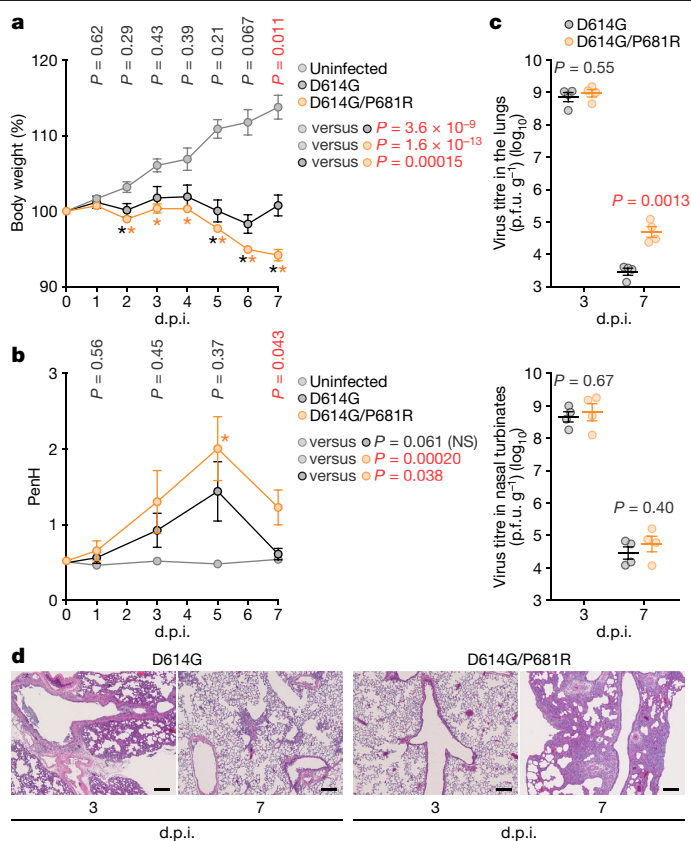 a
P = 0.62
P = 0.29
P = 0.43
P = 0.39
P = 0.21
P = 0.067
P = 0.011
120
110
100
90
Body weight (%)
0 1 2 3 4 5 6 7
d.p.i.
** * * ** ** **
Uninfected
D614G
D614G/P681R
versus P = 3.6 × 10–9
versus P = 1.6 × 10–13
versus P = 0.00015
b
P = 0.56
P = 0.45
P = 0.37
P = 0.043
3
2
1
0
PenH
*
0 1 2 3 4 5 6 7
d.p.i.
Uninfected
D614G
D614G/P681R
versus P = 0.061 (NS)
versus P = 0.00020
versus P = 0.038
c
D614G
D614G/P681R
P = 0.55
P = 0.0013
10
9
8
7
6
5
4
3
Virus titre in the lungs
(p.f.u. g–1) (log10)
3 7
d.p.i.
P = 0.67
P = 0.40
10
9
8
7
6
5
4
3
Virus titre in nasal turbinates
(p.f.u. g–1) (log10)
3 7
d.p.i.
d
D614G D614G/P681R
3 7 3 7
d.p.i. d.p.i.